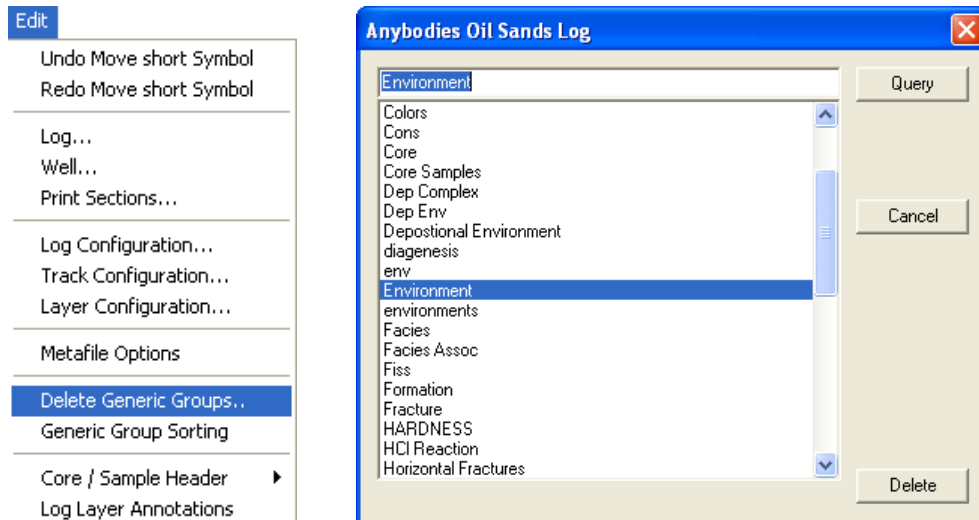 Edit
Undo Move short Symbol
Redo Move short Symbol
Log...
Well...
Print Sections...
Log Configuration...
Track Configuration...
Layer Configuration...
Metafile Options
Delete Generic Groups..
Generic Group Sorting
Core / Sample Header
Log Layer Annotations
Anybodies Oil Sands Log
Environment
Query
Colors
Cons
Core
Core Samples
Dep Complex
Dep Env
Cancel
Depostional Environment
diagenesis
env
Environment
environments
Facies
Facies Assoc
Fiss
Formation
Fracture
HARDNESS
HCl Reaction
Horizontal Fractures
Delete